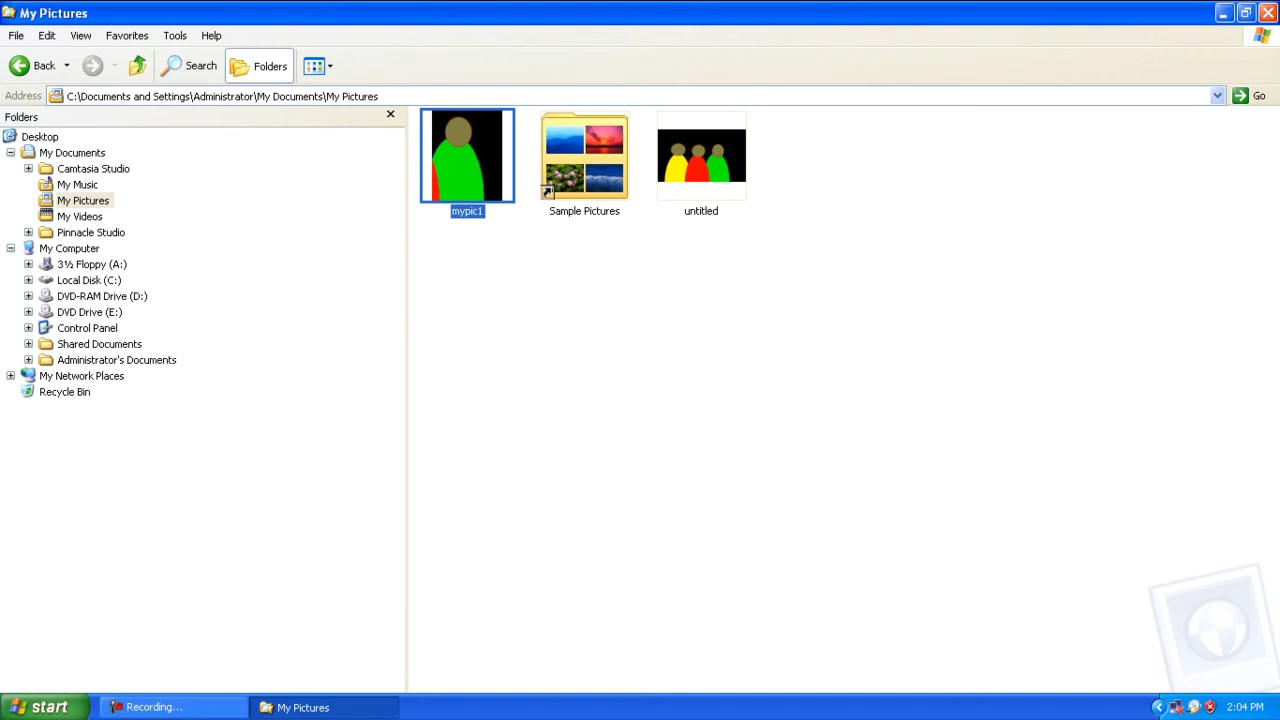 My Pictures
File Edit View Favorites Tools Help
Back Search Folders
Address C:\Documents and Settings\Administrator\My Documents\My Pictures Go
Folders
Desktop
My Documents
Camtasia Studio
My Music
My Pictures
My Videos
Pinnacle Studio
My Computer
3½ Floppy (A:)
Local Disk (C:)
DVD-RAM Drive (D:)
DVD Drive (E:)
Control Panel
Shared Documents
Administrator's Documents
My Network Places
Recycle Bin
mypic1 Sample Pictures untitled
start Recording... My Pictures 2:04 PM